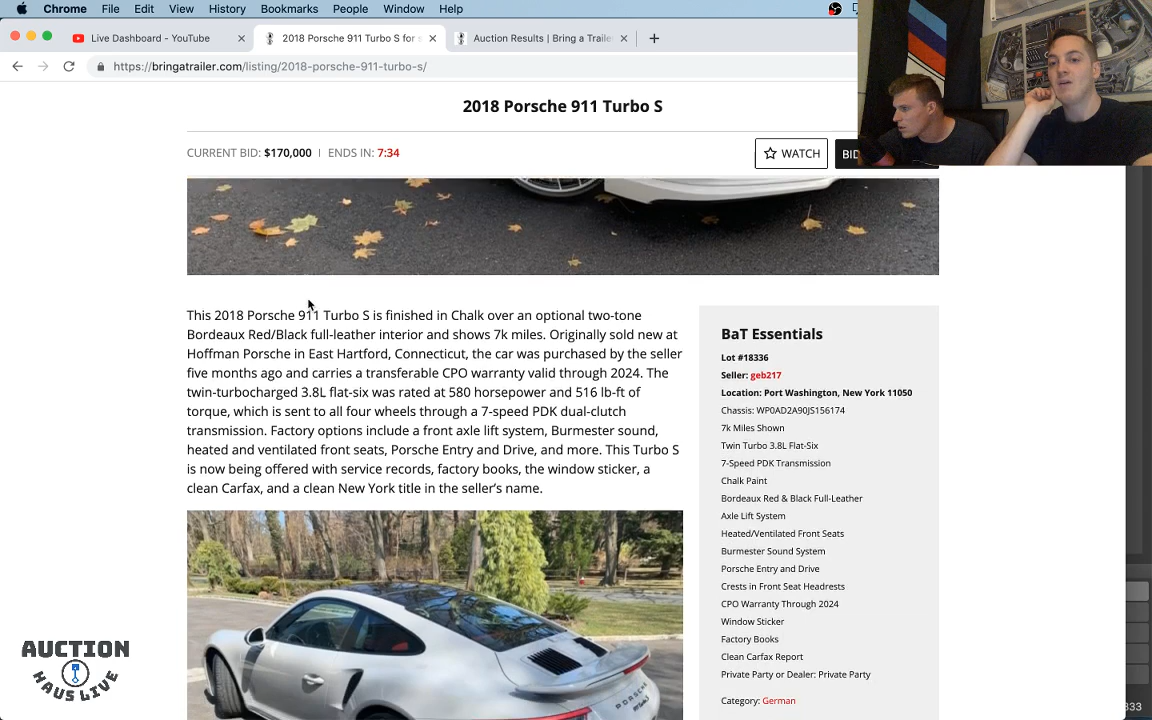 Chrome File Edit View History Bookmarks People Window Help
Live Dashboard - YouTube
2018 Porsche 911 Turbo S for
Auction Results | Bring a Traile
https://bringatrailer.com/listing/2018-porsche-911-turbo-s/
2018 Porsche 911 Turbo S
CURRENT BID: $170,000 | ENDS IN: 7:34
WATCH
BID
This 2018 Porsche 911 Turbo S is finished in Chalk over an optional two-tone
Bordeaux Red/Black full-leather interior and shows 7k miles. Originally sold new at
Hoffman Porsche in East Hartford, Connecticut, the car was purchased by the seller
five months ago and carries a transferable CPO warranty valid through 2024. The
twin-turbocharged 3.8L flat-six was rated at 580 horsepower and 516 lb-ft of
torque, which is sent to all four wheels through a 7-speed PDK dual-clutch
transmission. Factory options include a front axle lift system, Burmester sound,
heated and ventilated front seats, Porsche Entry and Drive, and more. This Turbo S
is now being offered with service records, factory books, the window sticker, a
clean Carfax, and a clean New York title in the seller's name.
BaT Essentials
Lot #18336
Seller: geb217
Location: Port Washington, New York 11050
Chassis: WP0AD2A90JS156174
7k Miles Shown
Twin Turbo 3.8L Flat-Six
7-Speed PDK Transmission
Chalk Paint
Bordeaux Red & Black Full-Leather
Axle Lift System
Heated/Ventilated Front Seats
Burmester Sound System
Porsche Entry and Drive
Crests in Front Seat Headrests
CPO Warranty Through 2024
Window Sticker
Factory Books
Clean Carfax Report
Private Party or Dealer: Private Party
Category: German
PORSCHE
AUCTION
HAUS LIVE
333